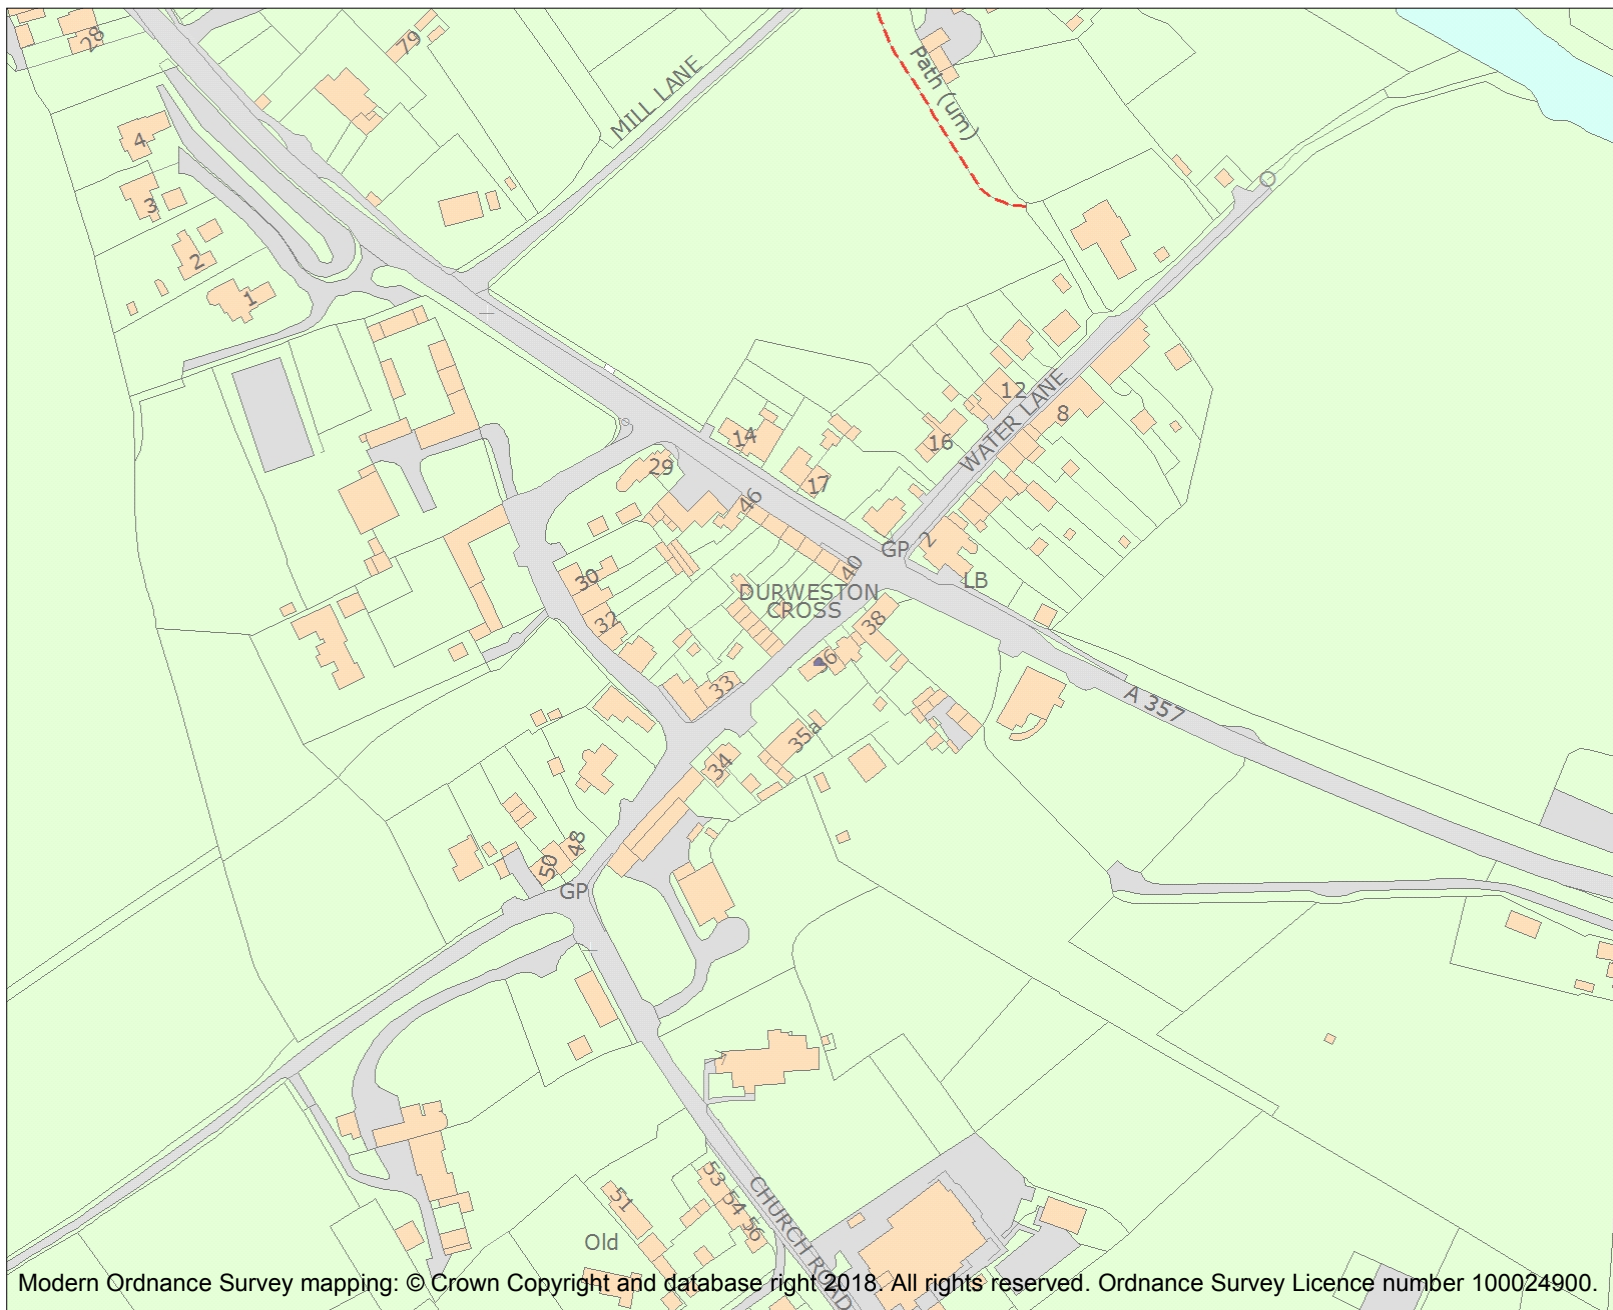 28
79
MILL LANE
Path (um)
4
3
2
1
12
8
WATER LANE
16
14
29
17
46
2
GP
40
LB
30
DURWESTON
CROSS
32
38
36
33
A 357
35a
34
48
50
GP
53
54
56
51
CHURCH ROAD
Old
Modern Ordnance Survey mapping: © Crown Copyright and database right 2018. All rights reserved. Ordnance Survey Licence number 100024900.